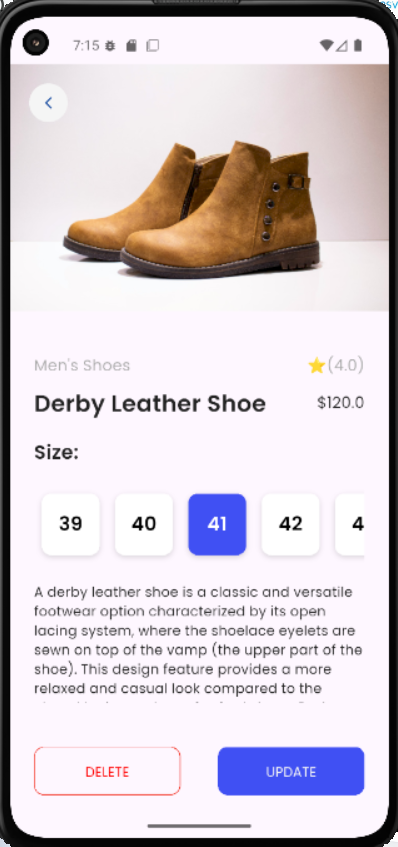 7:15
Men's Shoes
⭐(4.0)
Derby Leather Shoe
$120.0
Size:
39 40 41 42 4
A derby leather shoe is a classic and versatile
footwear option characterized by its open
lacing system, where the shoelace eyelets are
sewn on top of the vamp (the upper part of the
shoe). This design feature provides a more
relaxed and casual look compared to the
DELETE
UPDATE